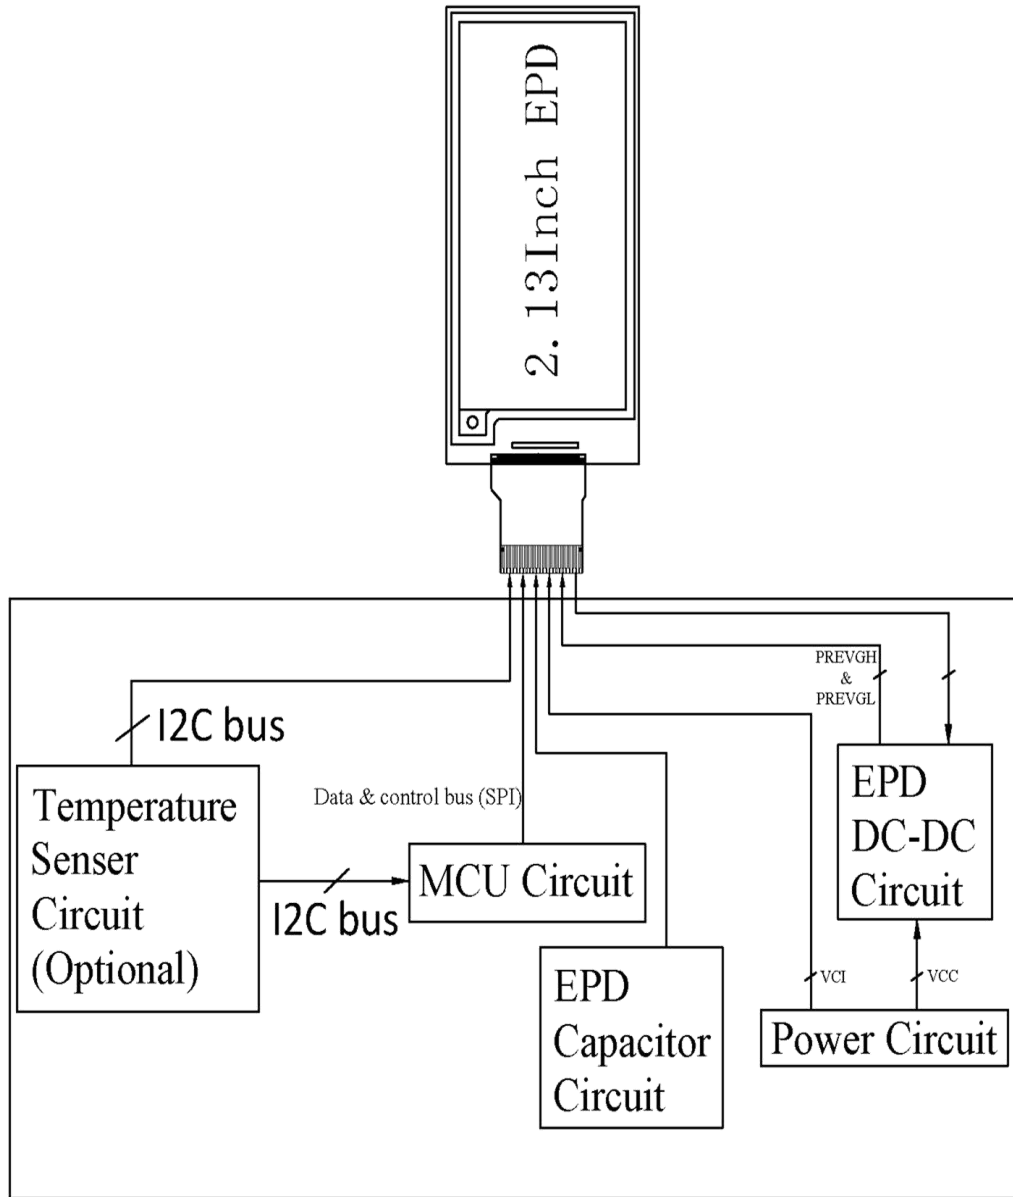 2. 13Inch EPD
PREVGH
&
PREVGL
I2C bus
EPD
DC-DC
Circuit
Temperature
Senser
Circuit
(Optional)
Data & control bus (SPI)
MCU Circuit
I2C bus
EPD
Capacitor
Circuit
VCI
VCC
Power Circuit